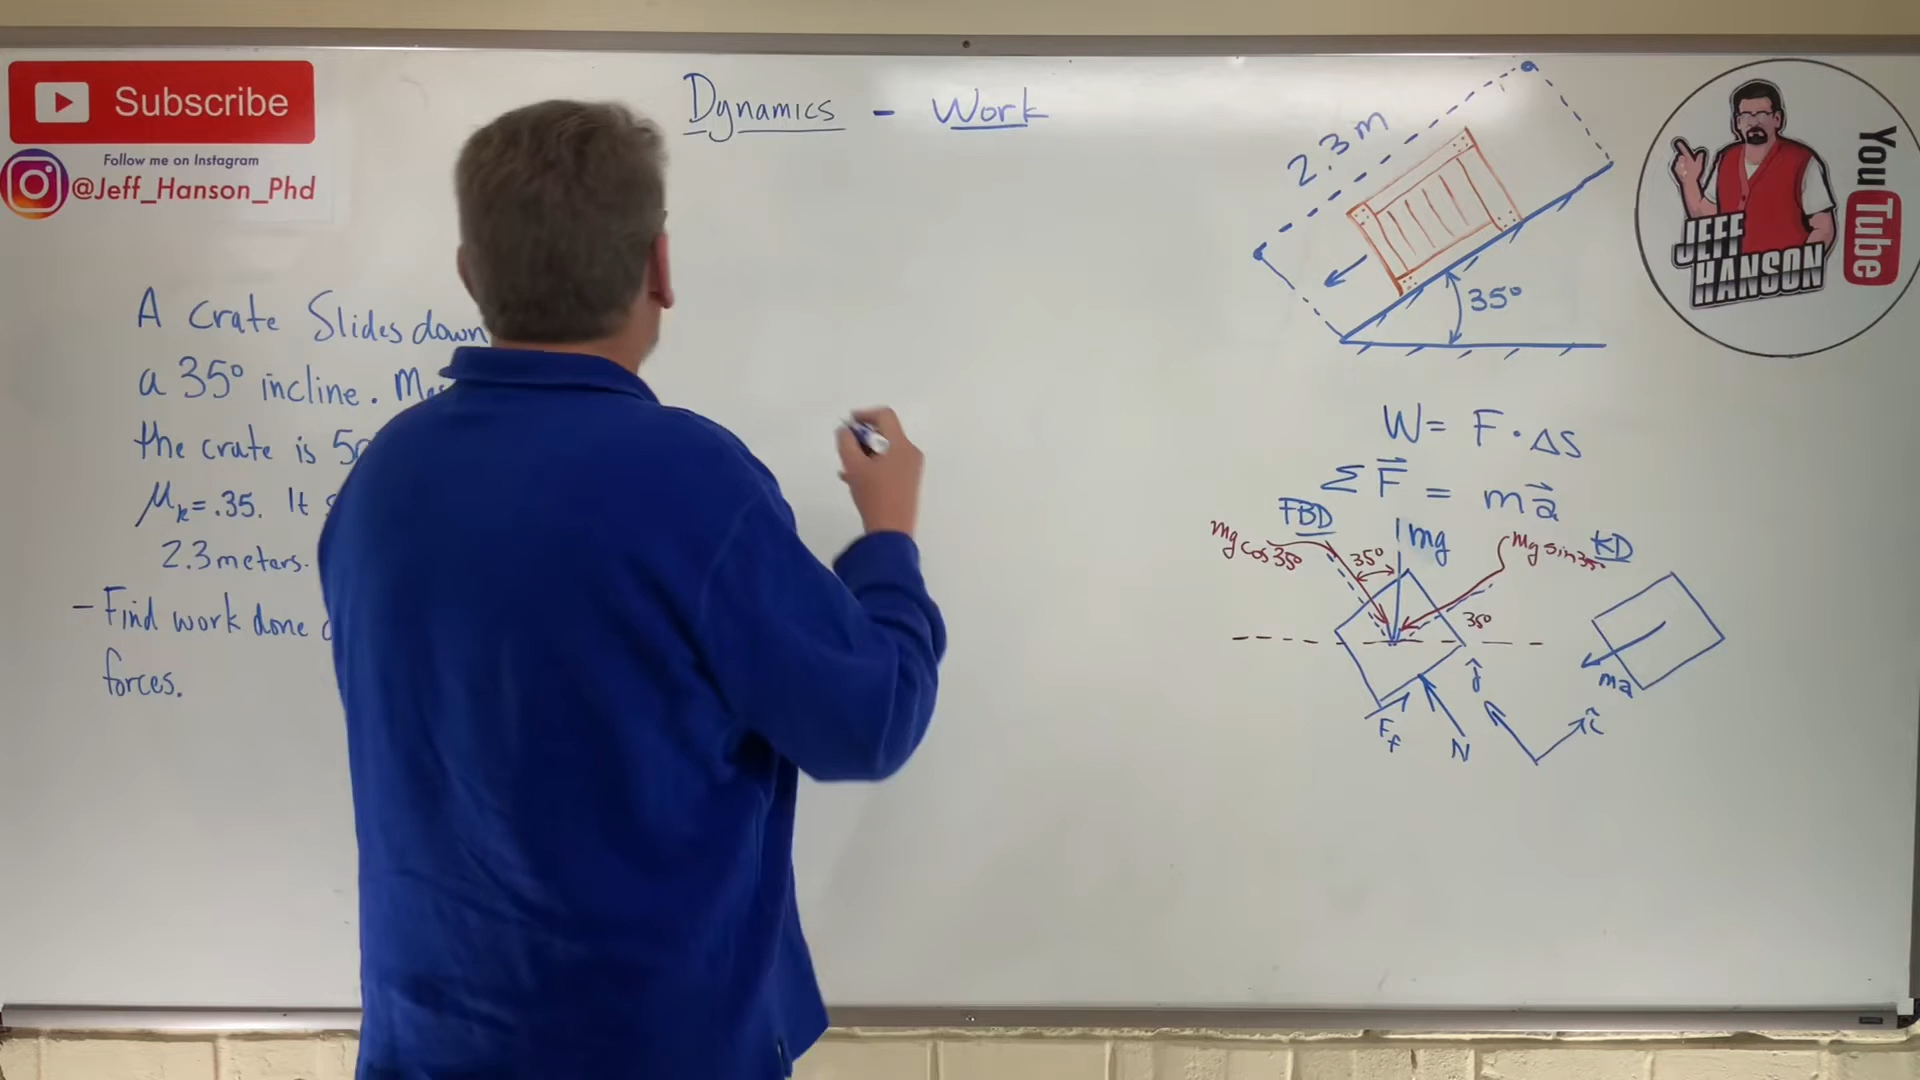 Subscribe
Follow me on Instagram
@Jeff_Hanson_Phd
Dynamics - Work
A crate Slides down
a 35° incline.
the crate is
μk = .35. It
2.3 meters.
- Find work done
forces.
2.3 m
35°
W = F · ΔS
ΣF⃗ = ma⃗
FBD
mg
mg cos 35°
35°
mg sin 35°
KD
35°
Ff
N
ĵ
î
ma
JEFF
HANSON
YouTube